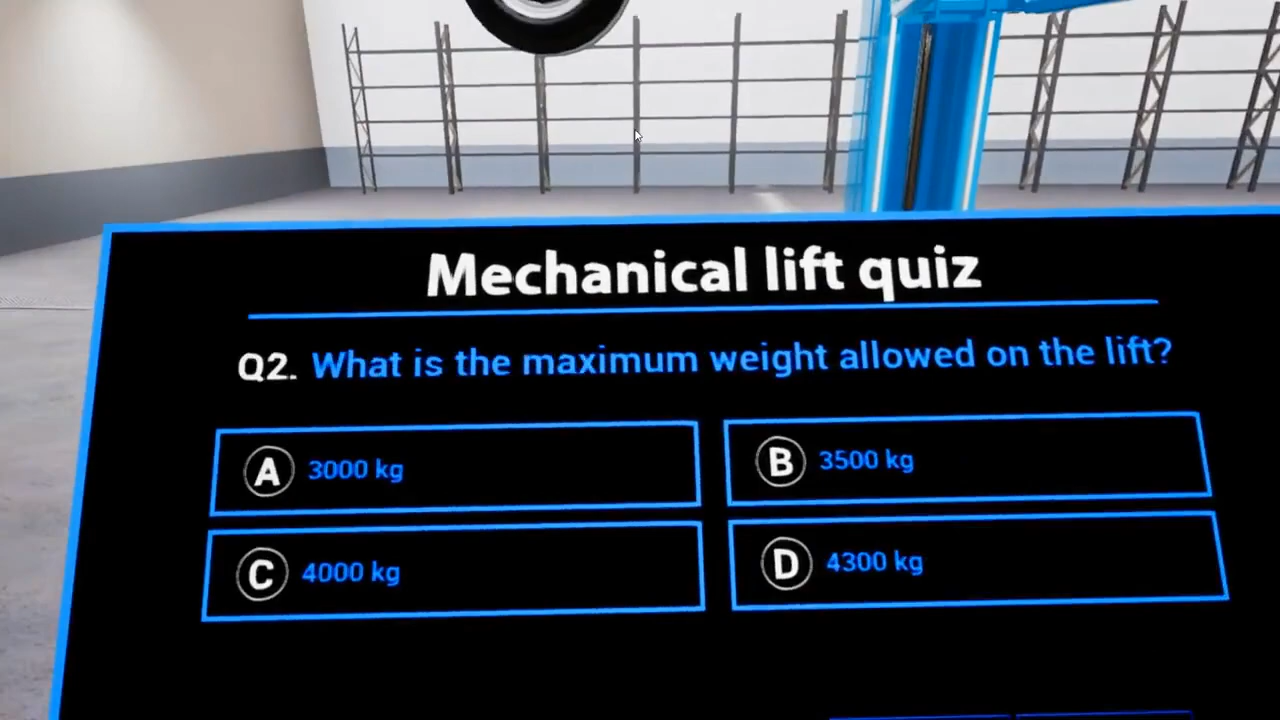 Mechanical lift quiz
Q2. What is the maximum weight allowed on the lift?
A 3000 kg
B 3500 kg
C 4000 kg
D 4300 kg